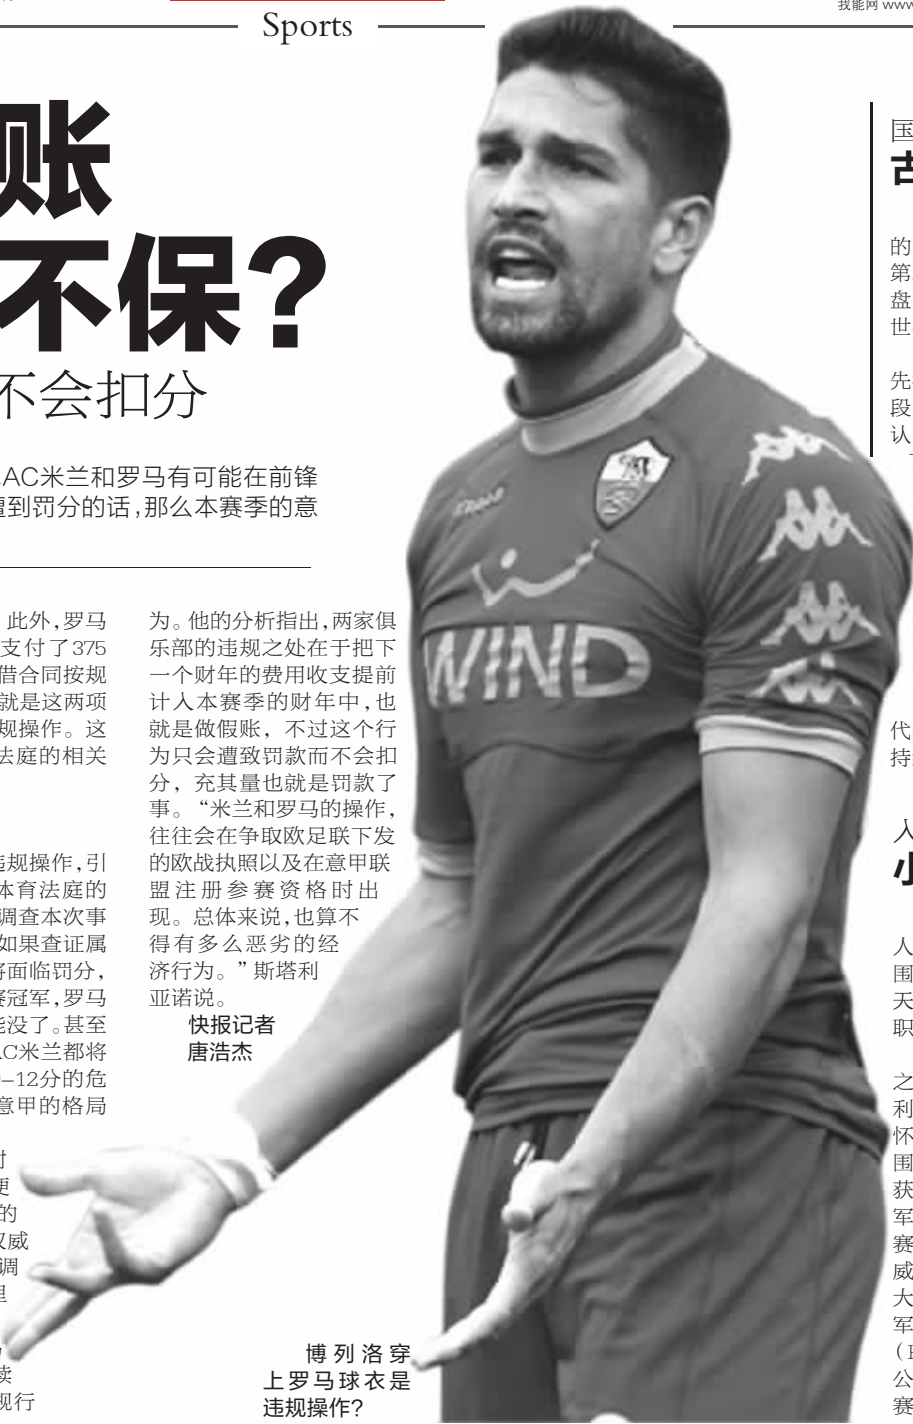 我能网 www
Sports
账
不保？
不会扣分
AC米兰和罗马有可能在前锋
遭到罚分的话，那么本赛季的意
此外，罗马
支付了375
借合同按规
就是这两项
规操作。这
法庭的相关
违规操作，引
体育法庭的
调查本次事
如果查证属
将面临罚分，
赛冠军，罗马
能没了。甚至
AC米兰都将
–12分的危
意甲的格局
的
权威
调
续
规行
为。他的分析指出，两家俱
乐部的违规之处在于把下
一个财年的费用收支提前
计入本赛季的财年中，也
就是做假账，不过这个行
为只会遭致罚款而不会扣
分，充其量也就是罚款了
事。“米兰和罗马的操作，
往往会在争取欧足联下发
的欧战执照以及在意甲联
盟注册参赛资格时出
现。总体来说，也算不
得有多么恶劣的经
济行为。”斯塔利
亚诺说。
快报记者
唐浩杰
Kappa
WIND
博列洛穿
上罗马球衣是
违规操作？
国
古
的
第
盘
世
先
段
认
代
持
人
小
人
围
天
职
之
利
怀
围
获
军
赛
威
大
军
（
公
赛